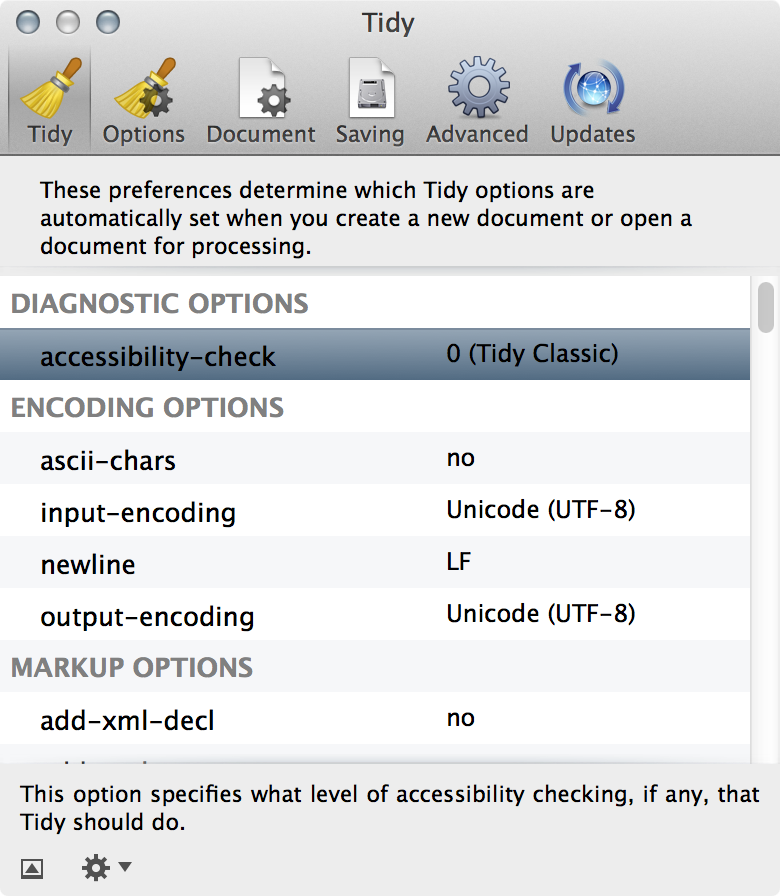 Tidy
Tidy Options Document Saving Advanced Updates
These preferences determine which Tidy options are
automatically set when you create a new document or open a
document for processing.
DIAGNOSTIC OPTIONS
accessibility-check 0 (Tidy Classic)
ENCODING OPTIONS
ascii-chars no
input-encoding Unicode (UTF-8)
newline LF
output-encoding Unicode (UTF-8)
MARKUP OPTIONS
add-xml-decl no
This option specifies what level of accessibility checking, if any, that
Tidy should do.